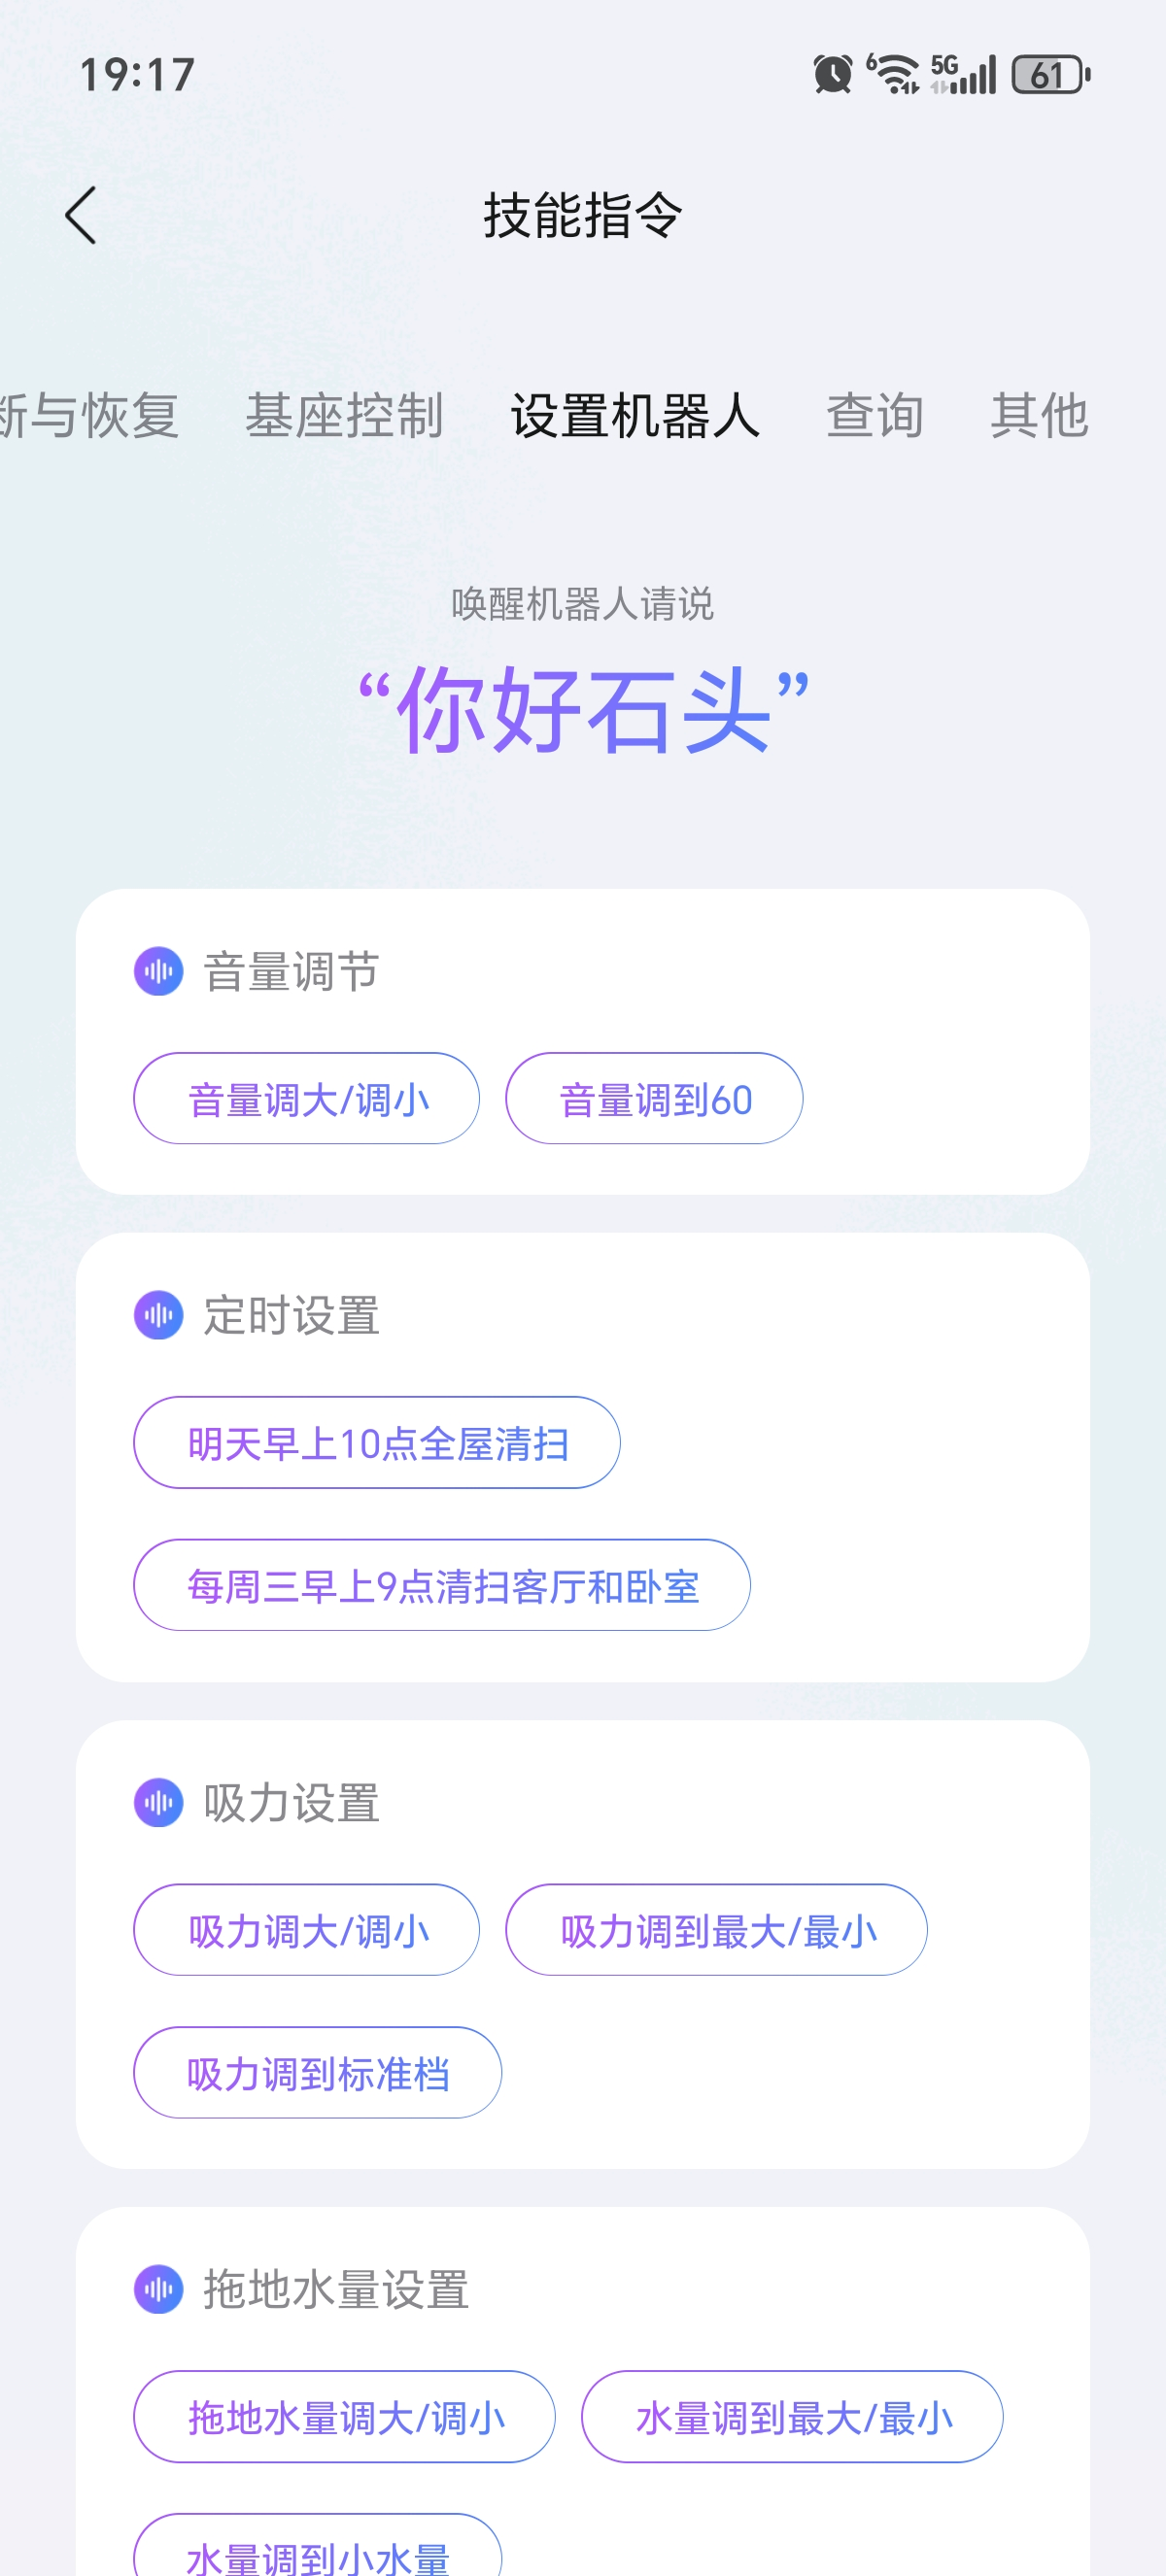 19:17 6 5G 61
技能指令
断与恢复 基座控制 设置机器人 查询 其他
唤醒机器人请说
“你好石头”
音量调节
音量调大/调小 音量调到60
定时设置
明天早上10点全屋清扫
每周三早上9点清扫客厅和卧室
吸力设置
吸力调大/调小 吸力调到最大/最小
吸力调到标准档
拖地水量设置
拖地水量调大/调小 水量调到最大/最小
水量调到小水量